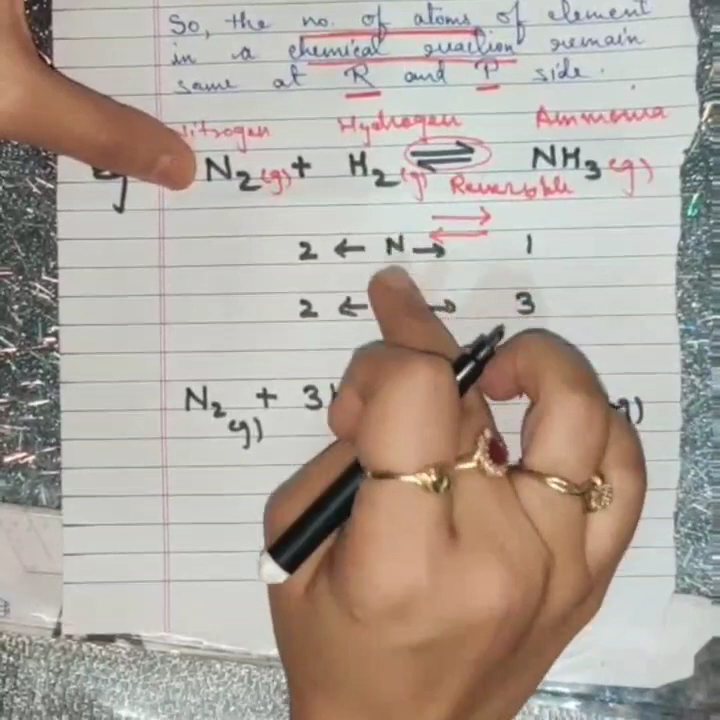 So, the no. of atoms of element
in a chemical reaction remain
same at R and P side.
Nitrogen Hydrogen Ammonia
N2(g) + H2(g) ⇌ NH3(g)
Reversible
⇌
2 ← N → 1
2 ← → 3
N2(g) + 3 g)